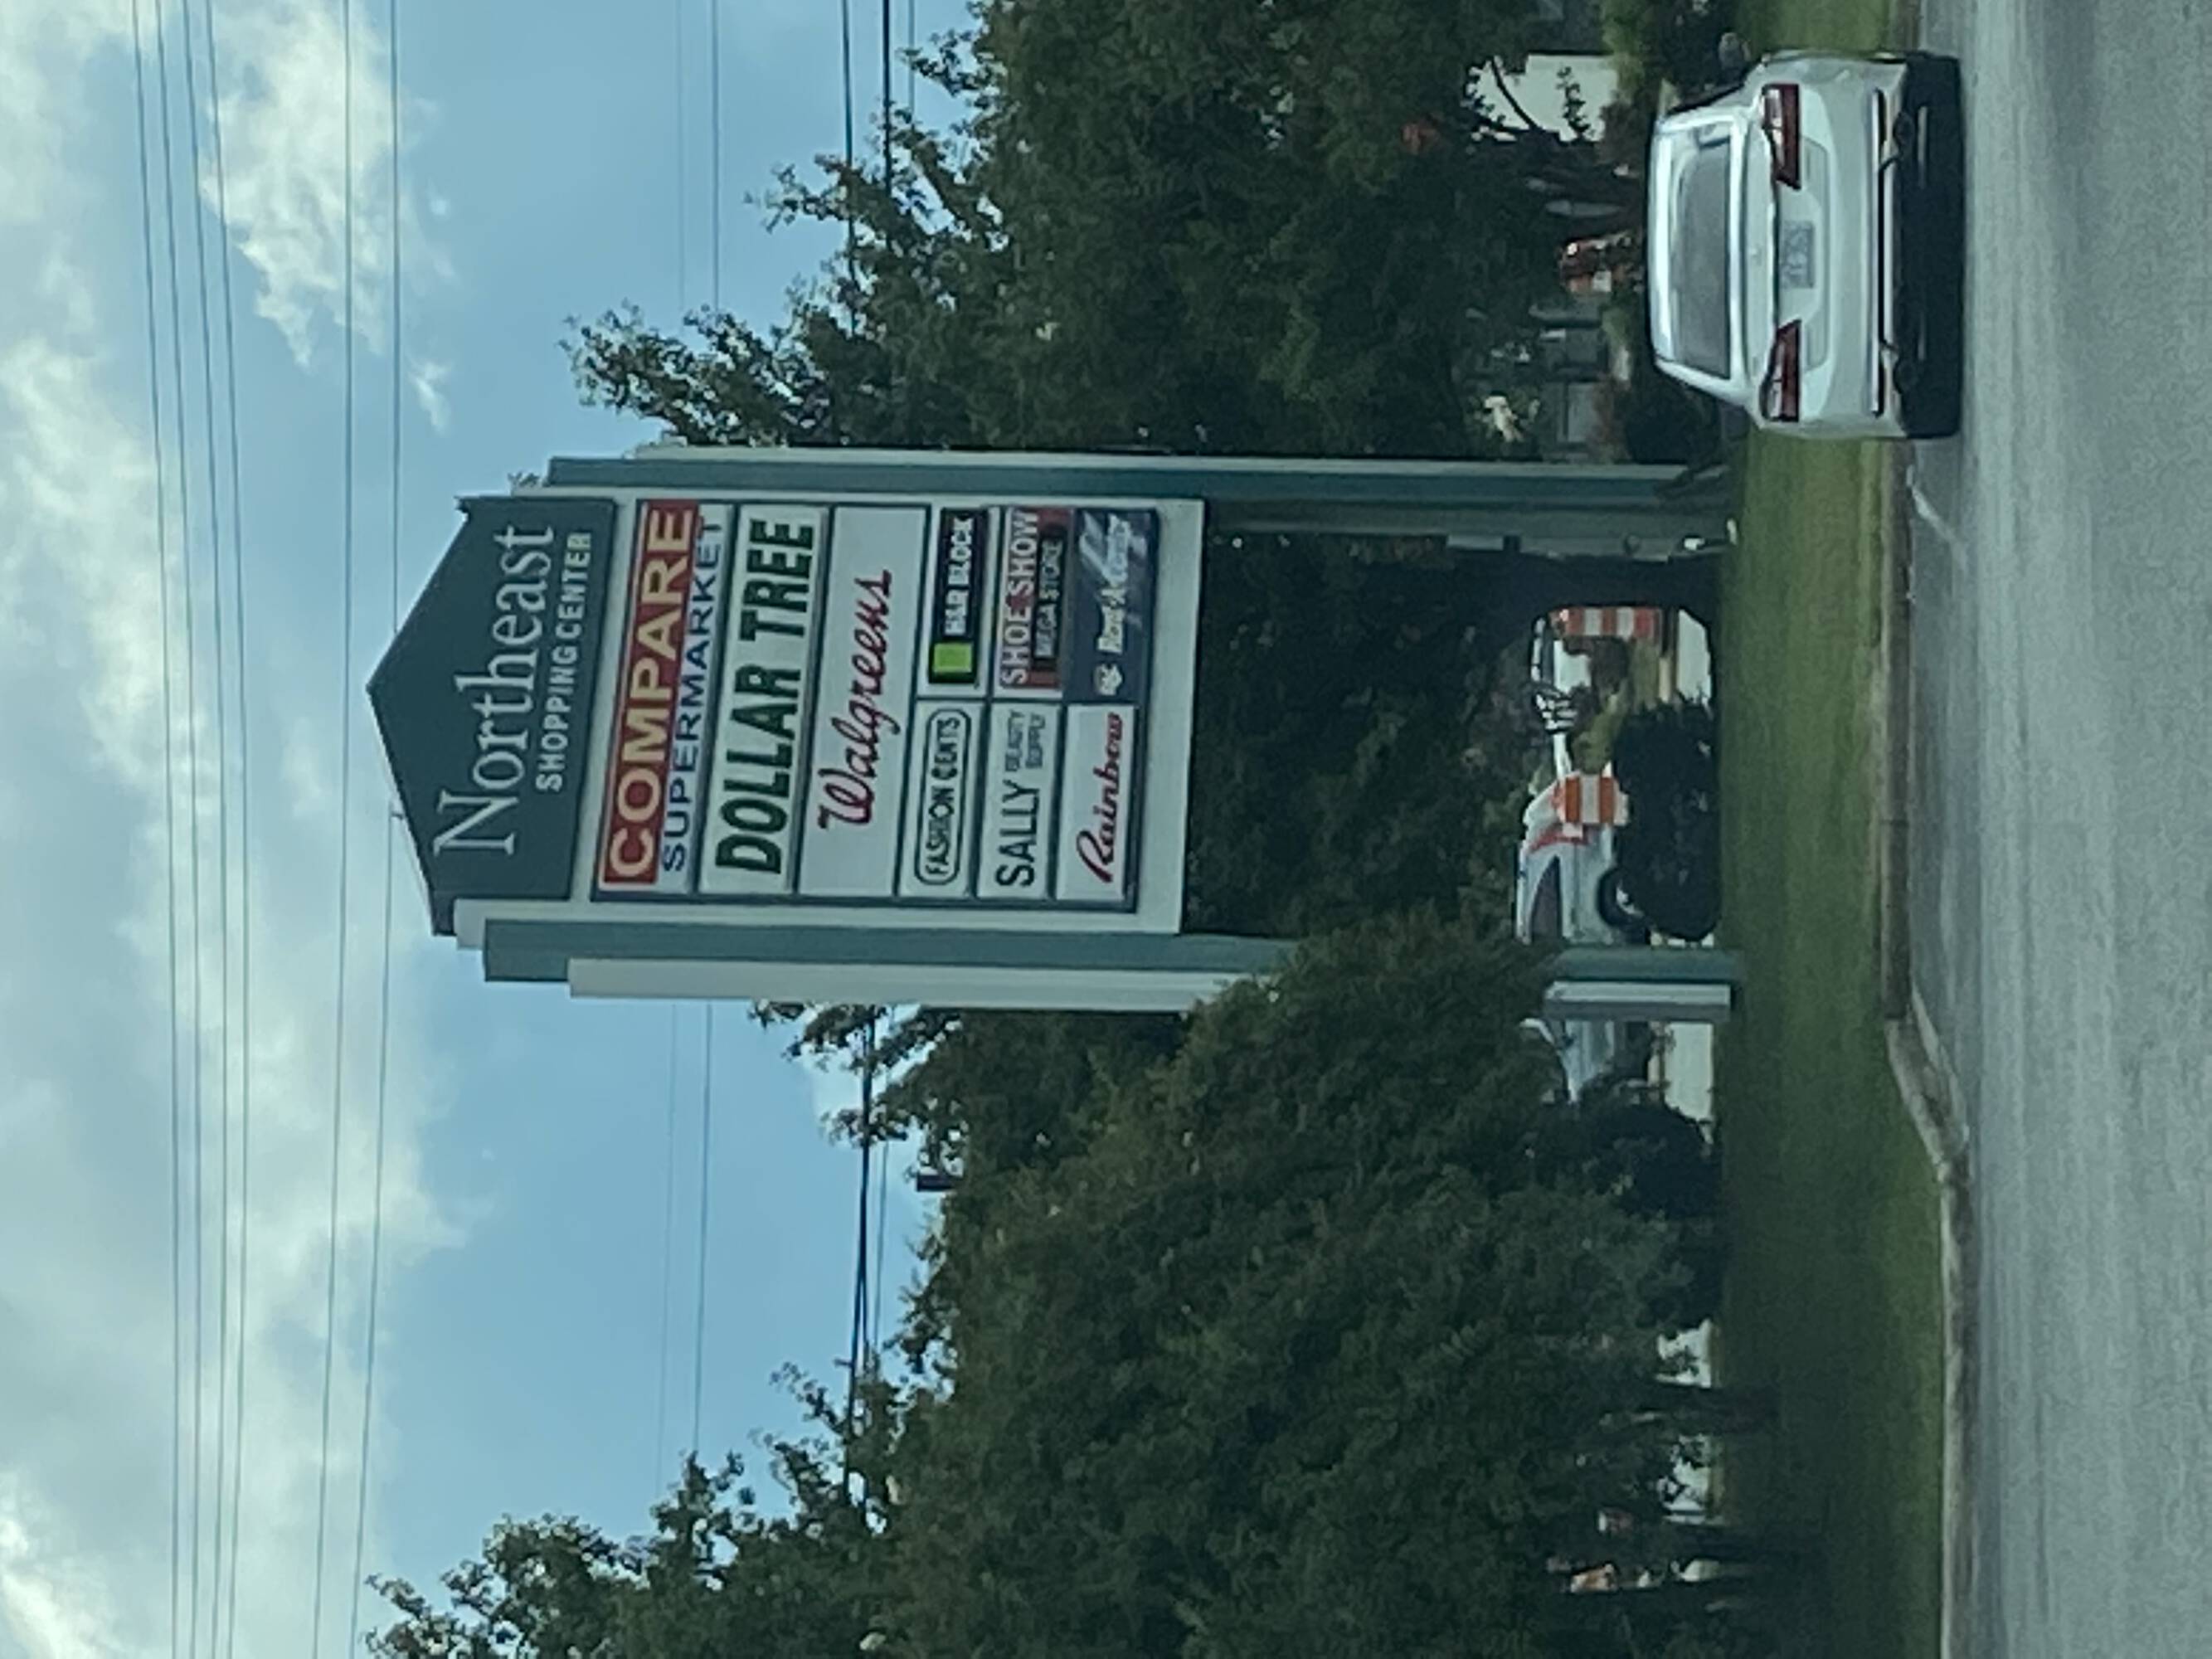 Northeast
SHOPPING CENTER
COMPARE
SUPERMARKET
DOLLAR TREE
Walgreens
FASHION CENTS
H&R BLOCK
SALLY BEAUTY
SUPPLY
SHOE SHOW
MEGA STORE
Rainbow